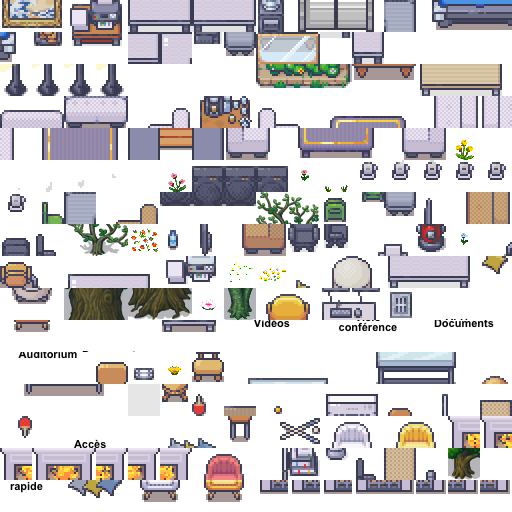 Vidéos
conférence
Documents
Auditorium
Accès
rapide